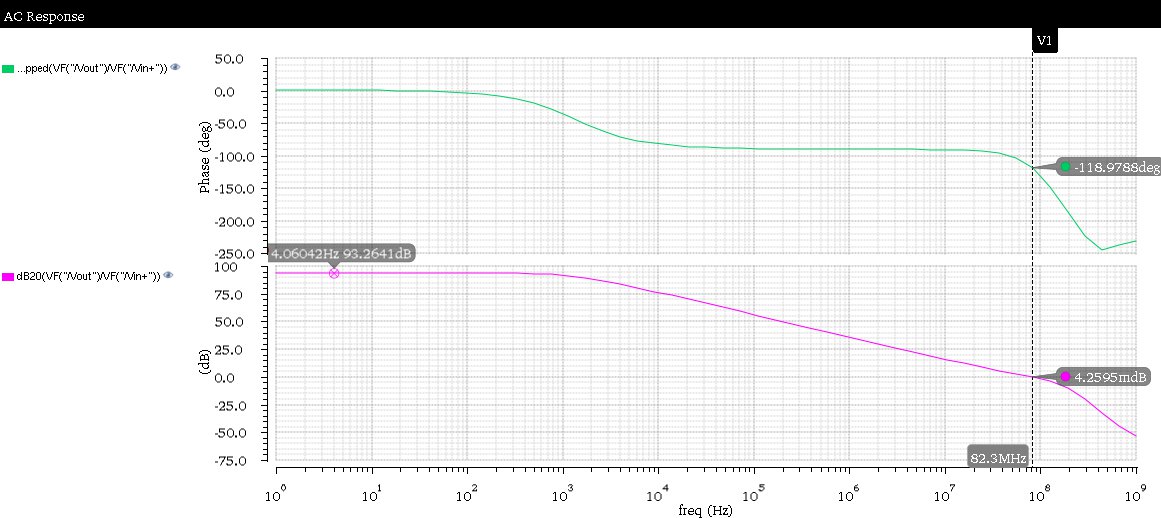 AC Response
V1
...pped(VF("/Vout")/VF("/Vin+"))
50.0
0.0
-50.0
-100.0
-150.0
-200.0
-250.0
Phase (deg)
-118.9788deg
4.06042Hz 93.2641dB
dB20(VF("/Vout")/VF("/Vin+"))
100
75.0
50.0
25.0
0.0
-25.0
-50.0
-75.0
(dB)
4.2595mdB
82.3MHz
10^0 10^1 10^2 10^3 10^4 10^5 10^6 10^7 10^8 10^9
freq (Hz)